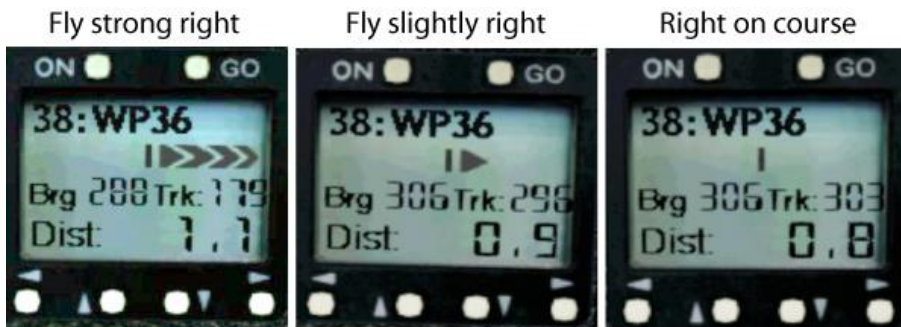 Fly strong right
ON GO
38:WP36
Brg 288 Trk: 179
Dist: 1,1
Fly slightly right
ON GO
38:WP36
Brg 306 Trk: 296
Dist: 0,9
Right on course
ON GO
38:WP36
Brg 306 Trk: 303
Dist: 0,8